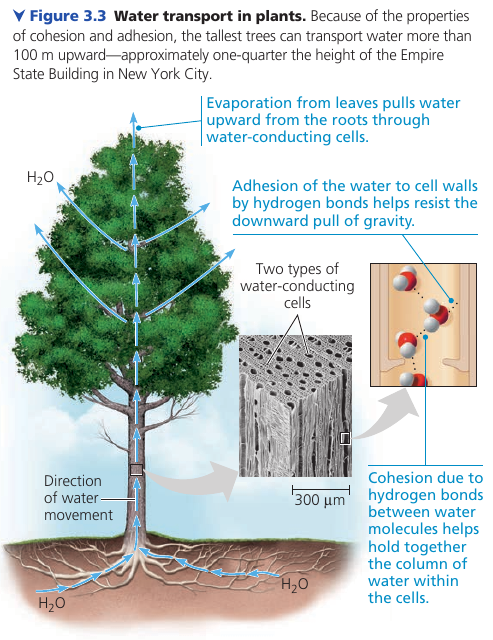 Figure 3.3 Water transport in plants. Because of the properties
of cohesion and adhesion, the tallest trees can transport water more than
100 m upward—approximately one-quarter the height of the Empire
State Building in New York City.
Evaporation from leaves pulls water
upward from the roots through
water-conducting cells.
H₂O
Adhesion of the water to cell walls
by hydrogen bonds helps resist the
downward pull of gravity.
Two types of
water-conducting
cells
Direction
of water
movement
300 μm
Cohesion due to
hydrogen bonds
between water
molecules helps
hold together
the column of
water within
the cells.
H₂O
H₂O